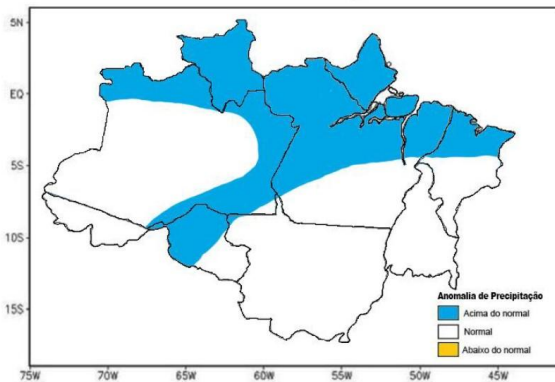 5N
EQ
5S
10S
15S
75W 70W 65W 60W 55W 50W 45W
Anomalia de Precipitação
Acima do normal
Normal
Abaixo do normal